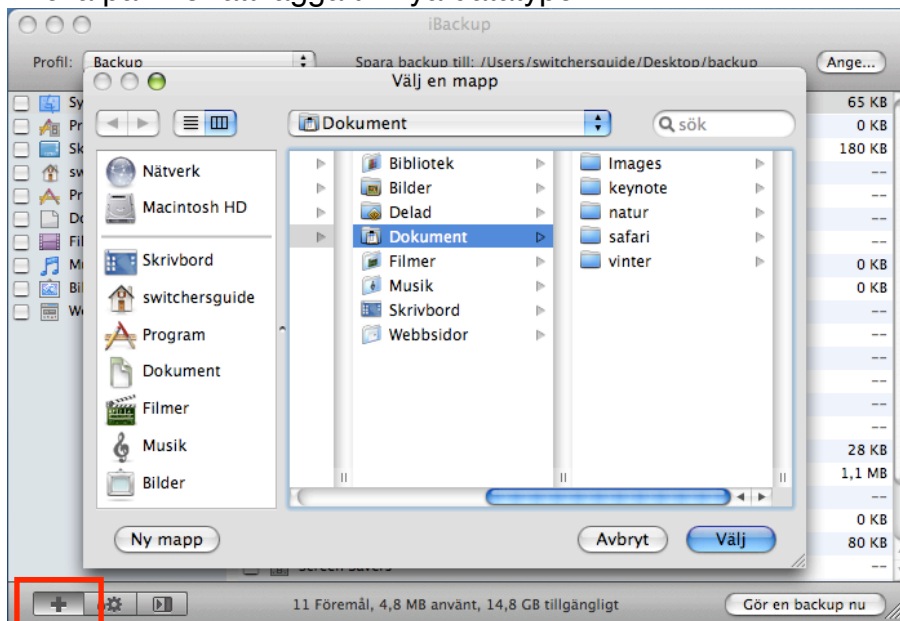 iBackup
Profil: Backup Spara backup till: /Users/switchersguide/Desktop/backup Ange...
Välj en mapp
Dokument sök
Nätverk
Macintosh HD
Skrivbord
switchersguide
Program
Dokument
Filmer
Musik
Bilder
Bibliotek
Bilder
Delad
Dokument
Filmer
Musik
Skrivbord
Webbsidor
Images
keynote
natur
safari
vinter
65 KB
0 KB
180 KB
--
--
--
--
0 KB
0 KB
--
--
--
--
--
28 KB
1,1 MB
--
0 KB
80 KB
--
Ny mapp Avbryt Välj
Screen Savers
11 Föremål, 4,8 MB använt, 14,8 GB tillgängligt Gör en backup nu